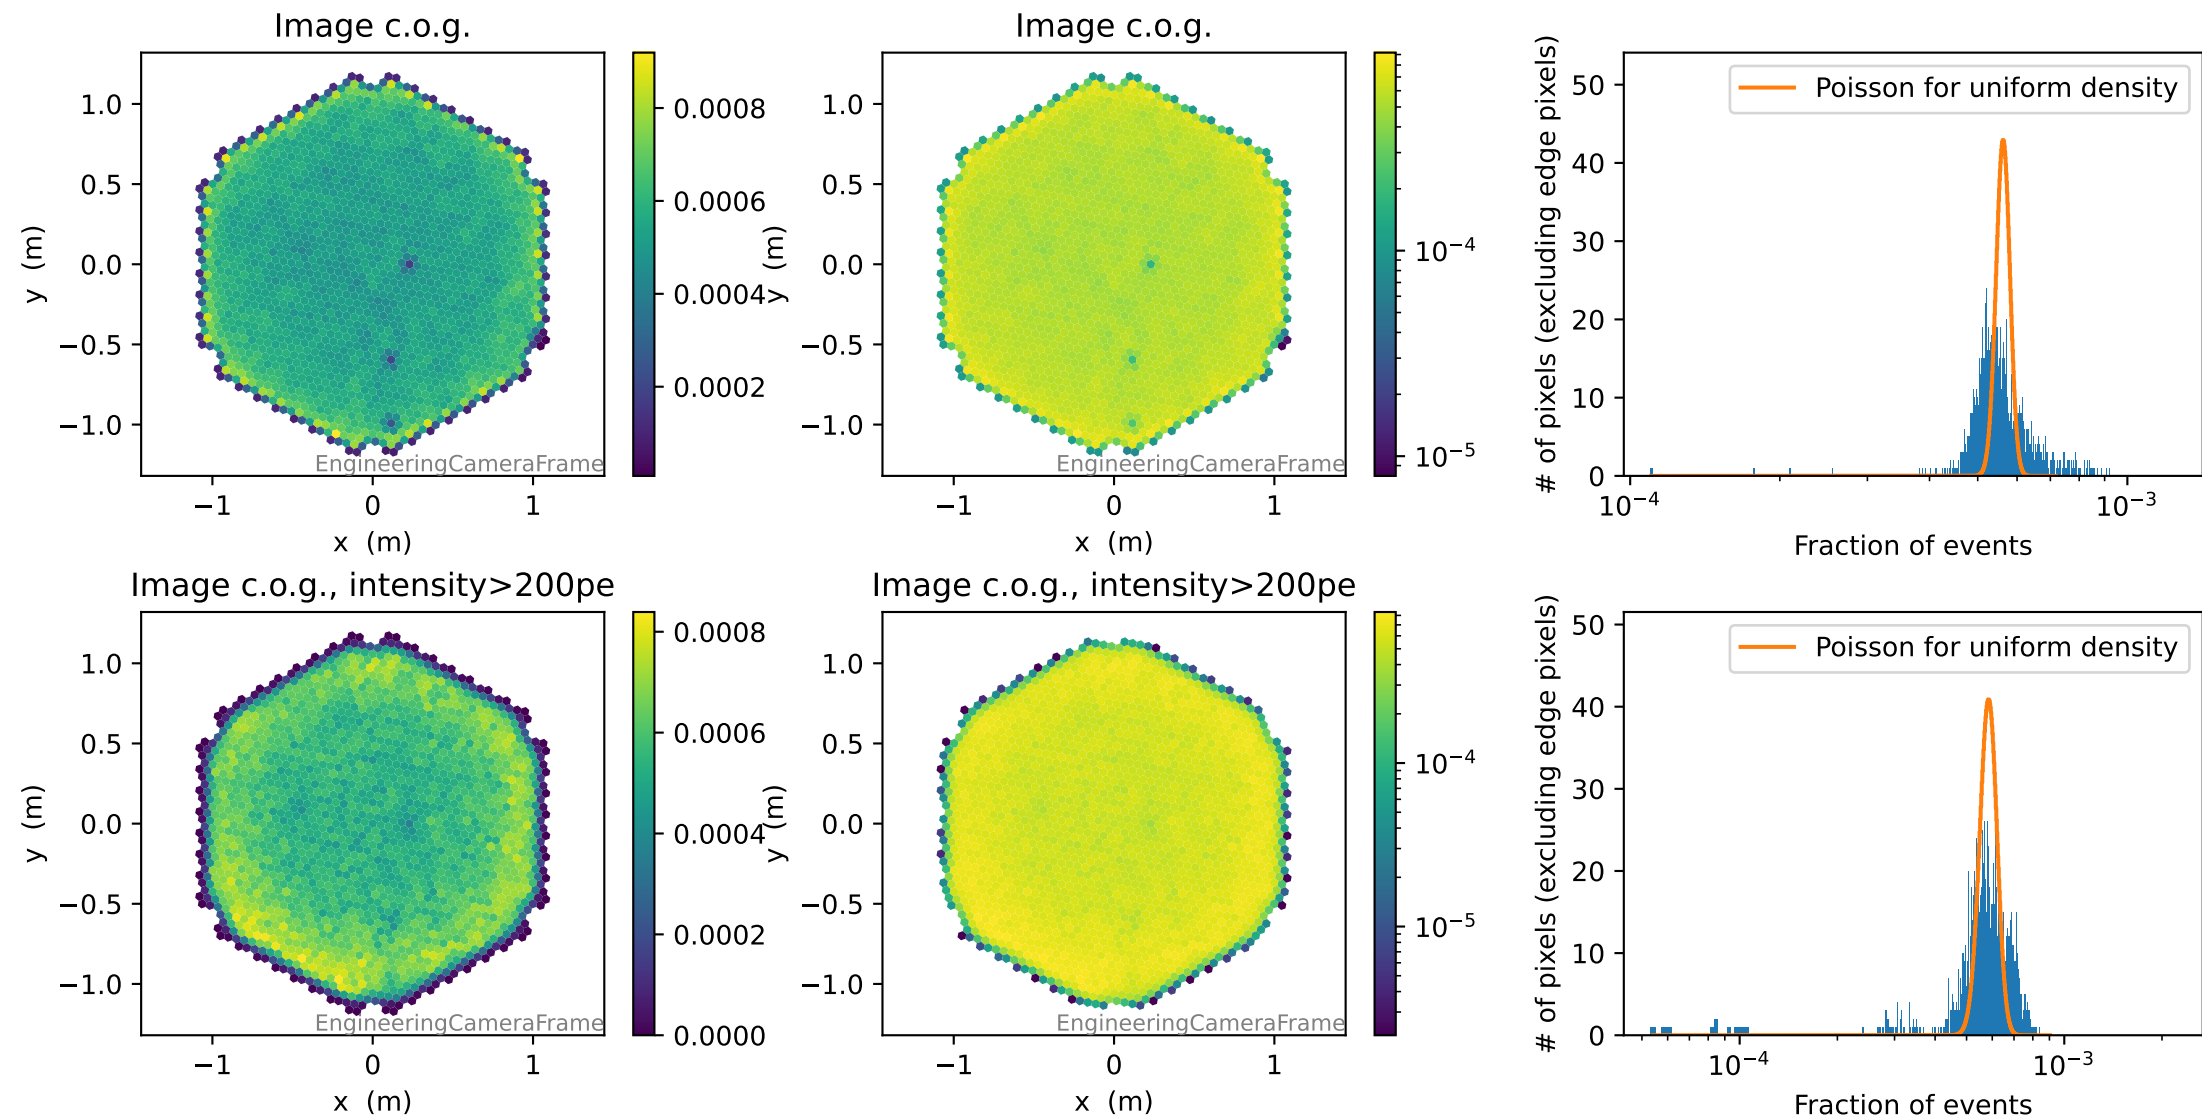 Image c.o.g.
Image c.o.g.
y (m)
1.0
0.5
0.0
−0.5
−1.0
−1
0
1
x (m)
EngineeringCameraFrame
0.0008
0.0006
0.0004
0.0002
y (m)
1.0
0.5
0.0
−0.5
−1.0
−1
0
1
x (m)
EngineeringCameraFrame
10−4
10−5
# of pixels (excluding edge pixels)
50
40
30
20
10
0
Poisson for uniform density
10−4
10−3
Fraction of events
Image c.o.g., intensity>200pe
Image c.o.g., intensity>200pe
y (m)
1.0
0.5
0.0
−0.5
−1.0
−1
0
1
x (m)
EngineeringCameraFrame
0.0008
0.0006
0.0004
0.0002
0.0000
y (m)
1.0
0.5
0.0
−0.5
−1.0
−1
0
1
x (m)
EngineeringCameraFrame
10−4
10−5
# of pixels (excluding edge pixels)
50
40
30
20
10
0
Poisson for uniform density
10−4
10−3
Fraction of events